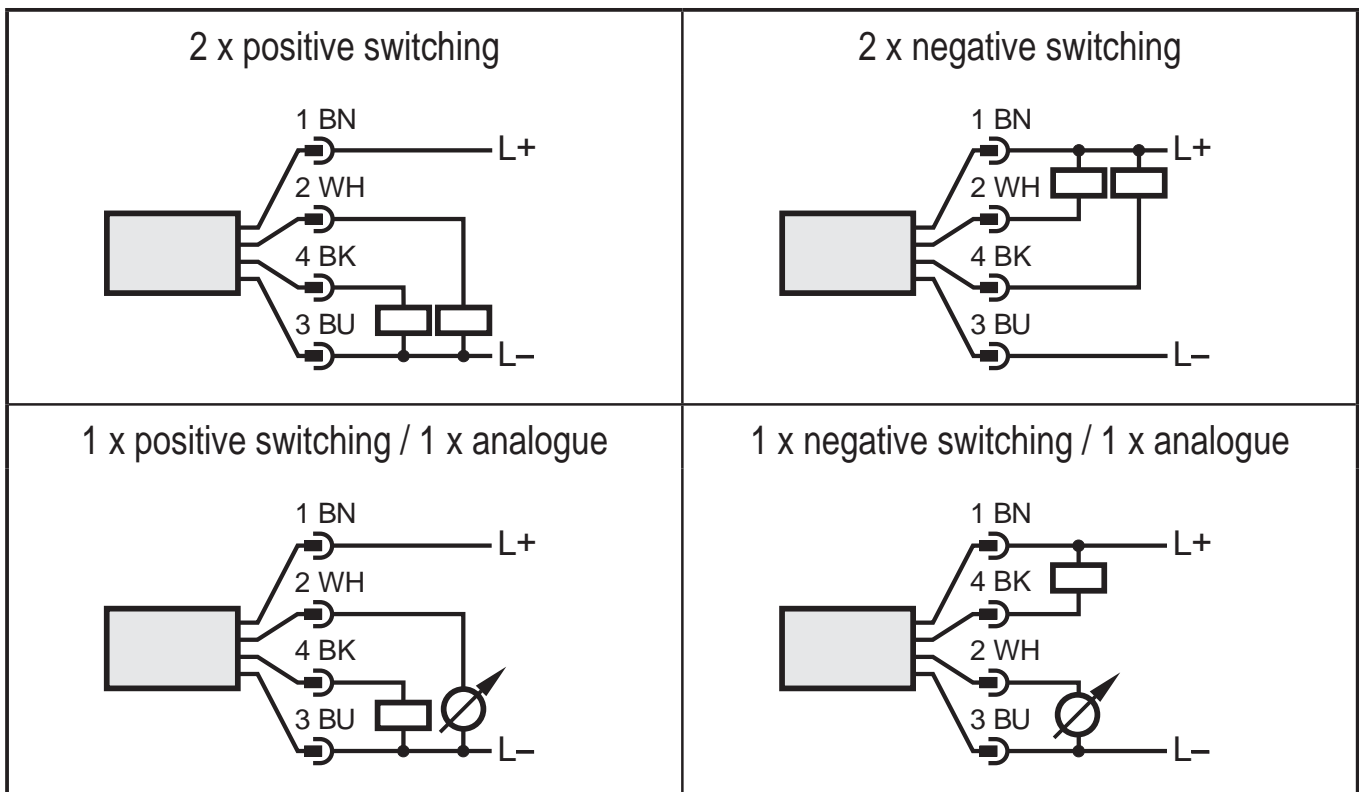 2 x positive switching
1 BN
L+
2 WH
4 BK
3 BU
L–
2 x negative switching
1 BN
L+
2 WH
4 BK
3 BU
L–
1 x positive switching / 1 x analogue
1 BN
L+
2 WH
4 BK
3 BU
L–
1 x negative switching / 1 x analogue
1 BN
L+
4 BK
2 WH
3 BU
L–